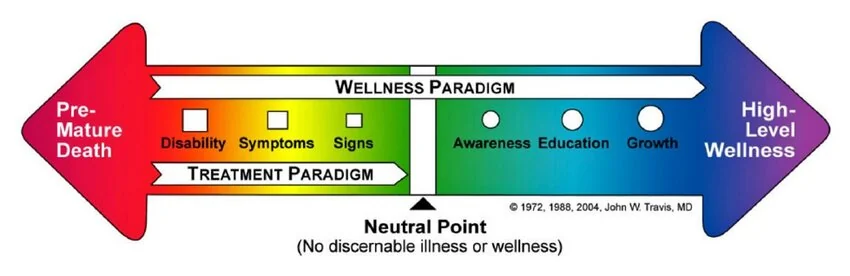 WELLNESS PARADIGM
Pre-
Mature
Death
Disability Symptoms Signs
Awareness Education Growth
High-
Level
Wellness
TREATMENT PARADIGM
© 1972, 1988, 2004, John W. Travis, MD
Neutral Point
(No discernable illness or wellness)